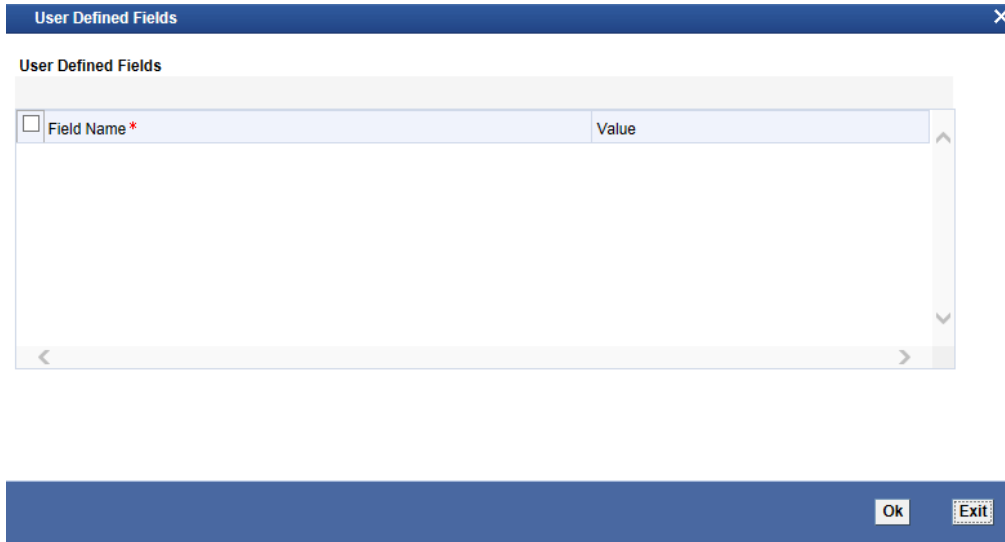 User Defined Fields
User Defined Fields
Field Name * Value
Ok Exit